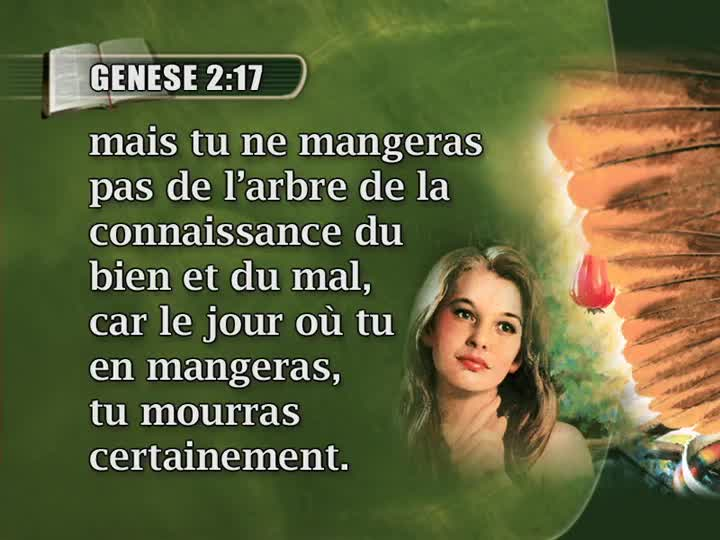 GENESE 2:17
mais tu ne mangeras
pas de l’arbre de la
connaissance du
bien et du mal,
car le jour où tu
en mangeras,
tu mourras
certainement.